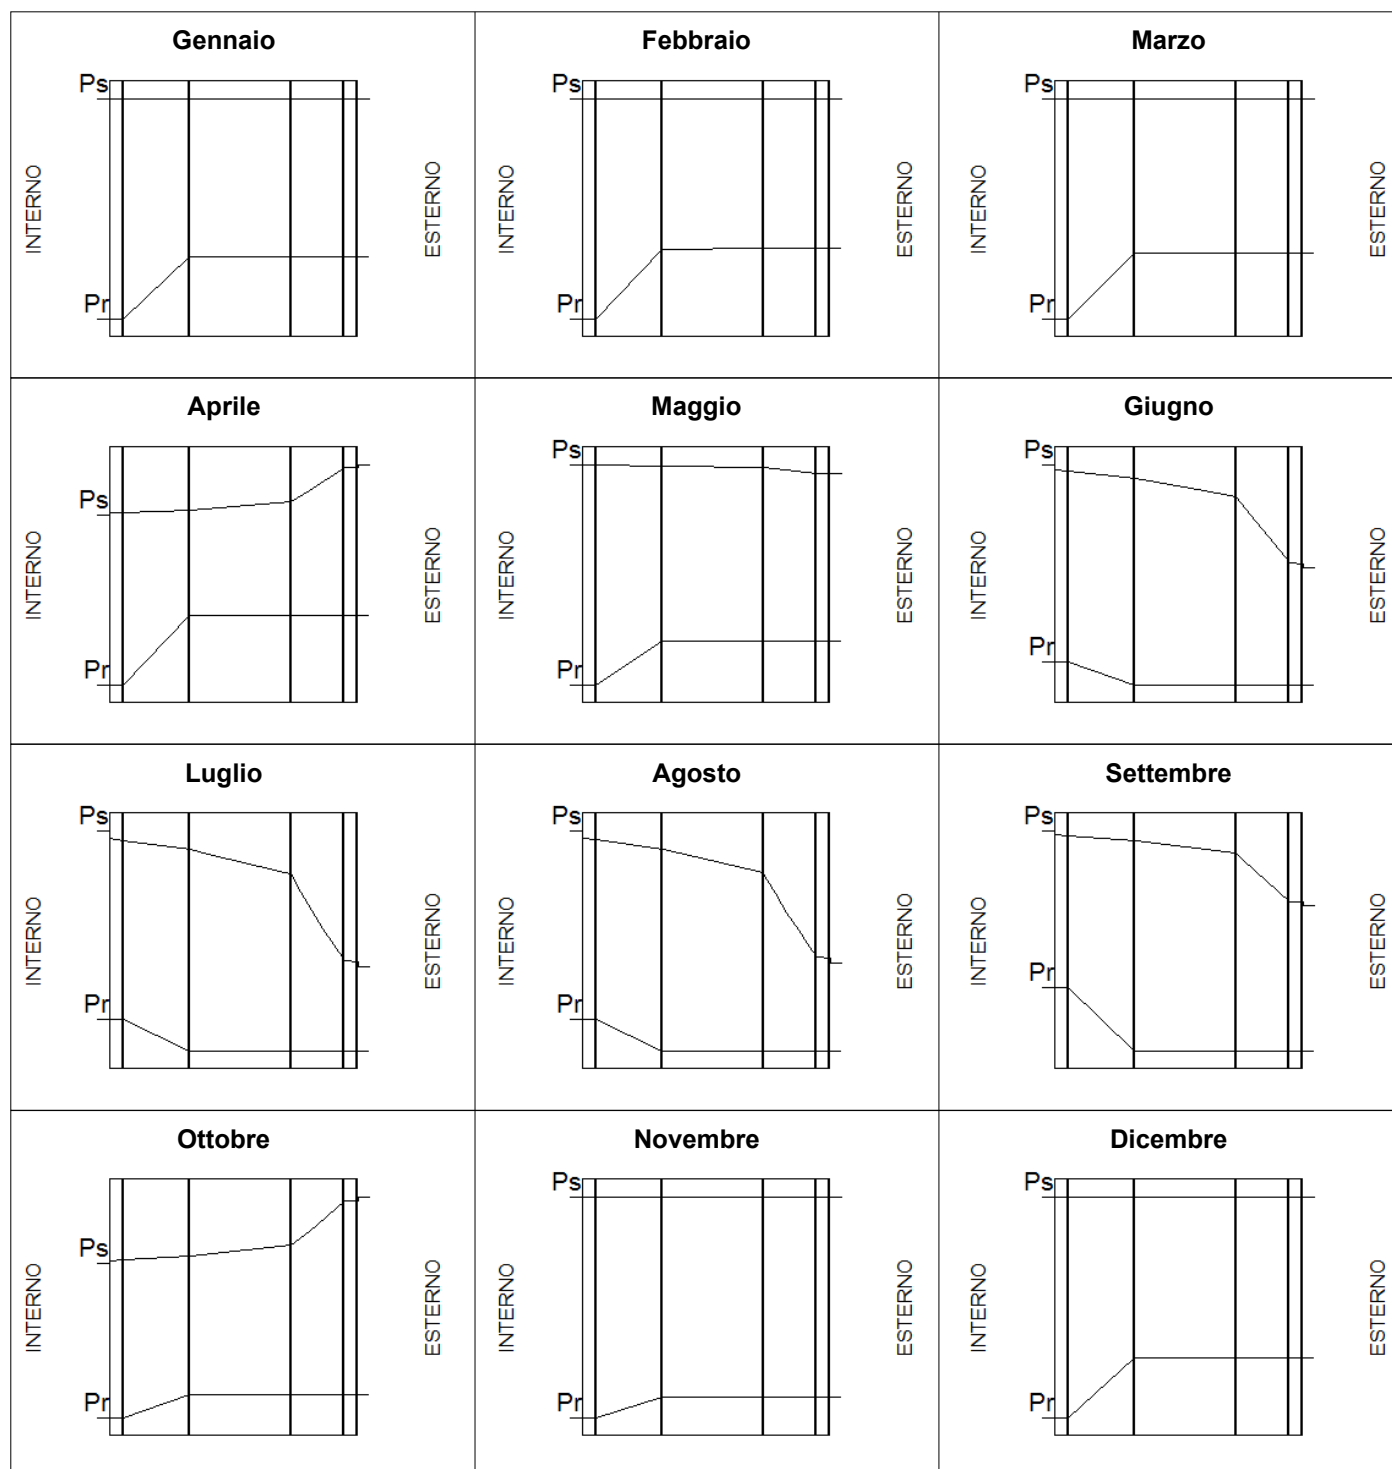 Gennaio
Ps
Pr
INTERNO
ESTERNO
Febbraio
Ps
Pr
INTERNO
ESTERNO
Marzo
Ps
Pr
INTERNO
ESTERNO
Aprile
Ps
Pr
INTERNO
ESTERNO
Maggio
Ps
Pr
INTERNO
ESTERNO
Giugno
Ps
Pr
INTERNO
ESTERNO
Luglio
Ps
Pr
INTERNO
ESTERNO
Agosto
Ps
Pr
INTERNO
ESTERNO
Settembre
Ps
Pr
INTERNO
ESTERNO
Ottobre
Ps
Pr
INTERNO
ESTERNO
Novembre
Ps
Pr
INTERNO
ESTERNO
Dicembre
Ps
Pr
INTERNO
ESTERNO